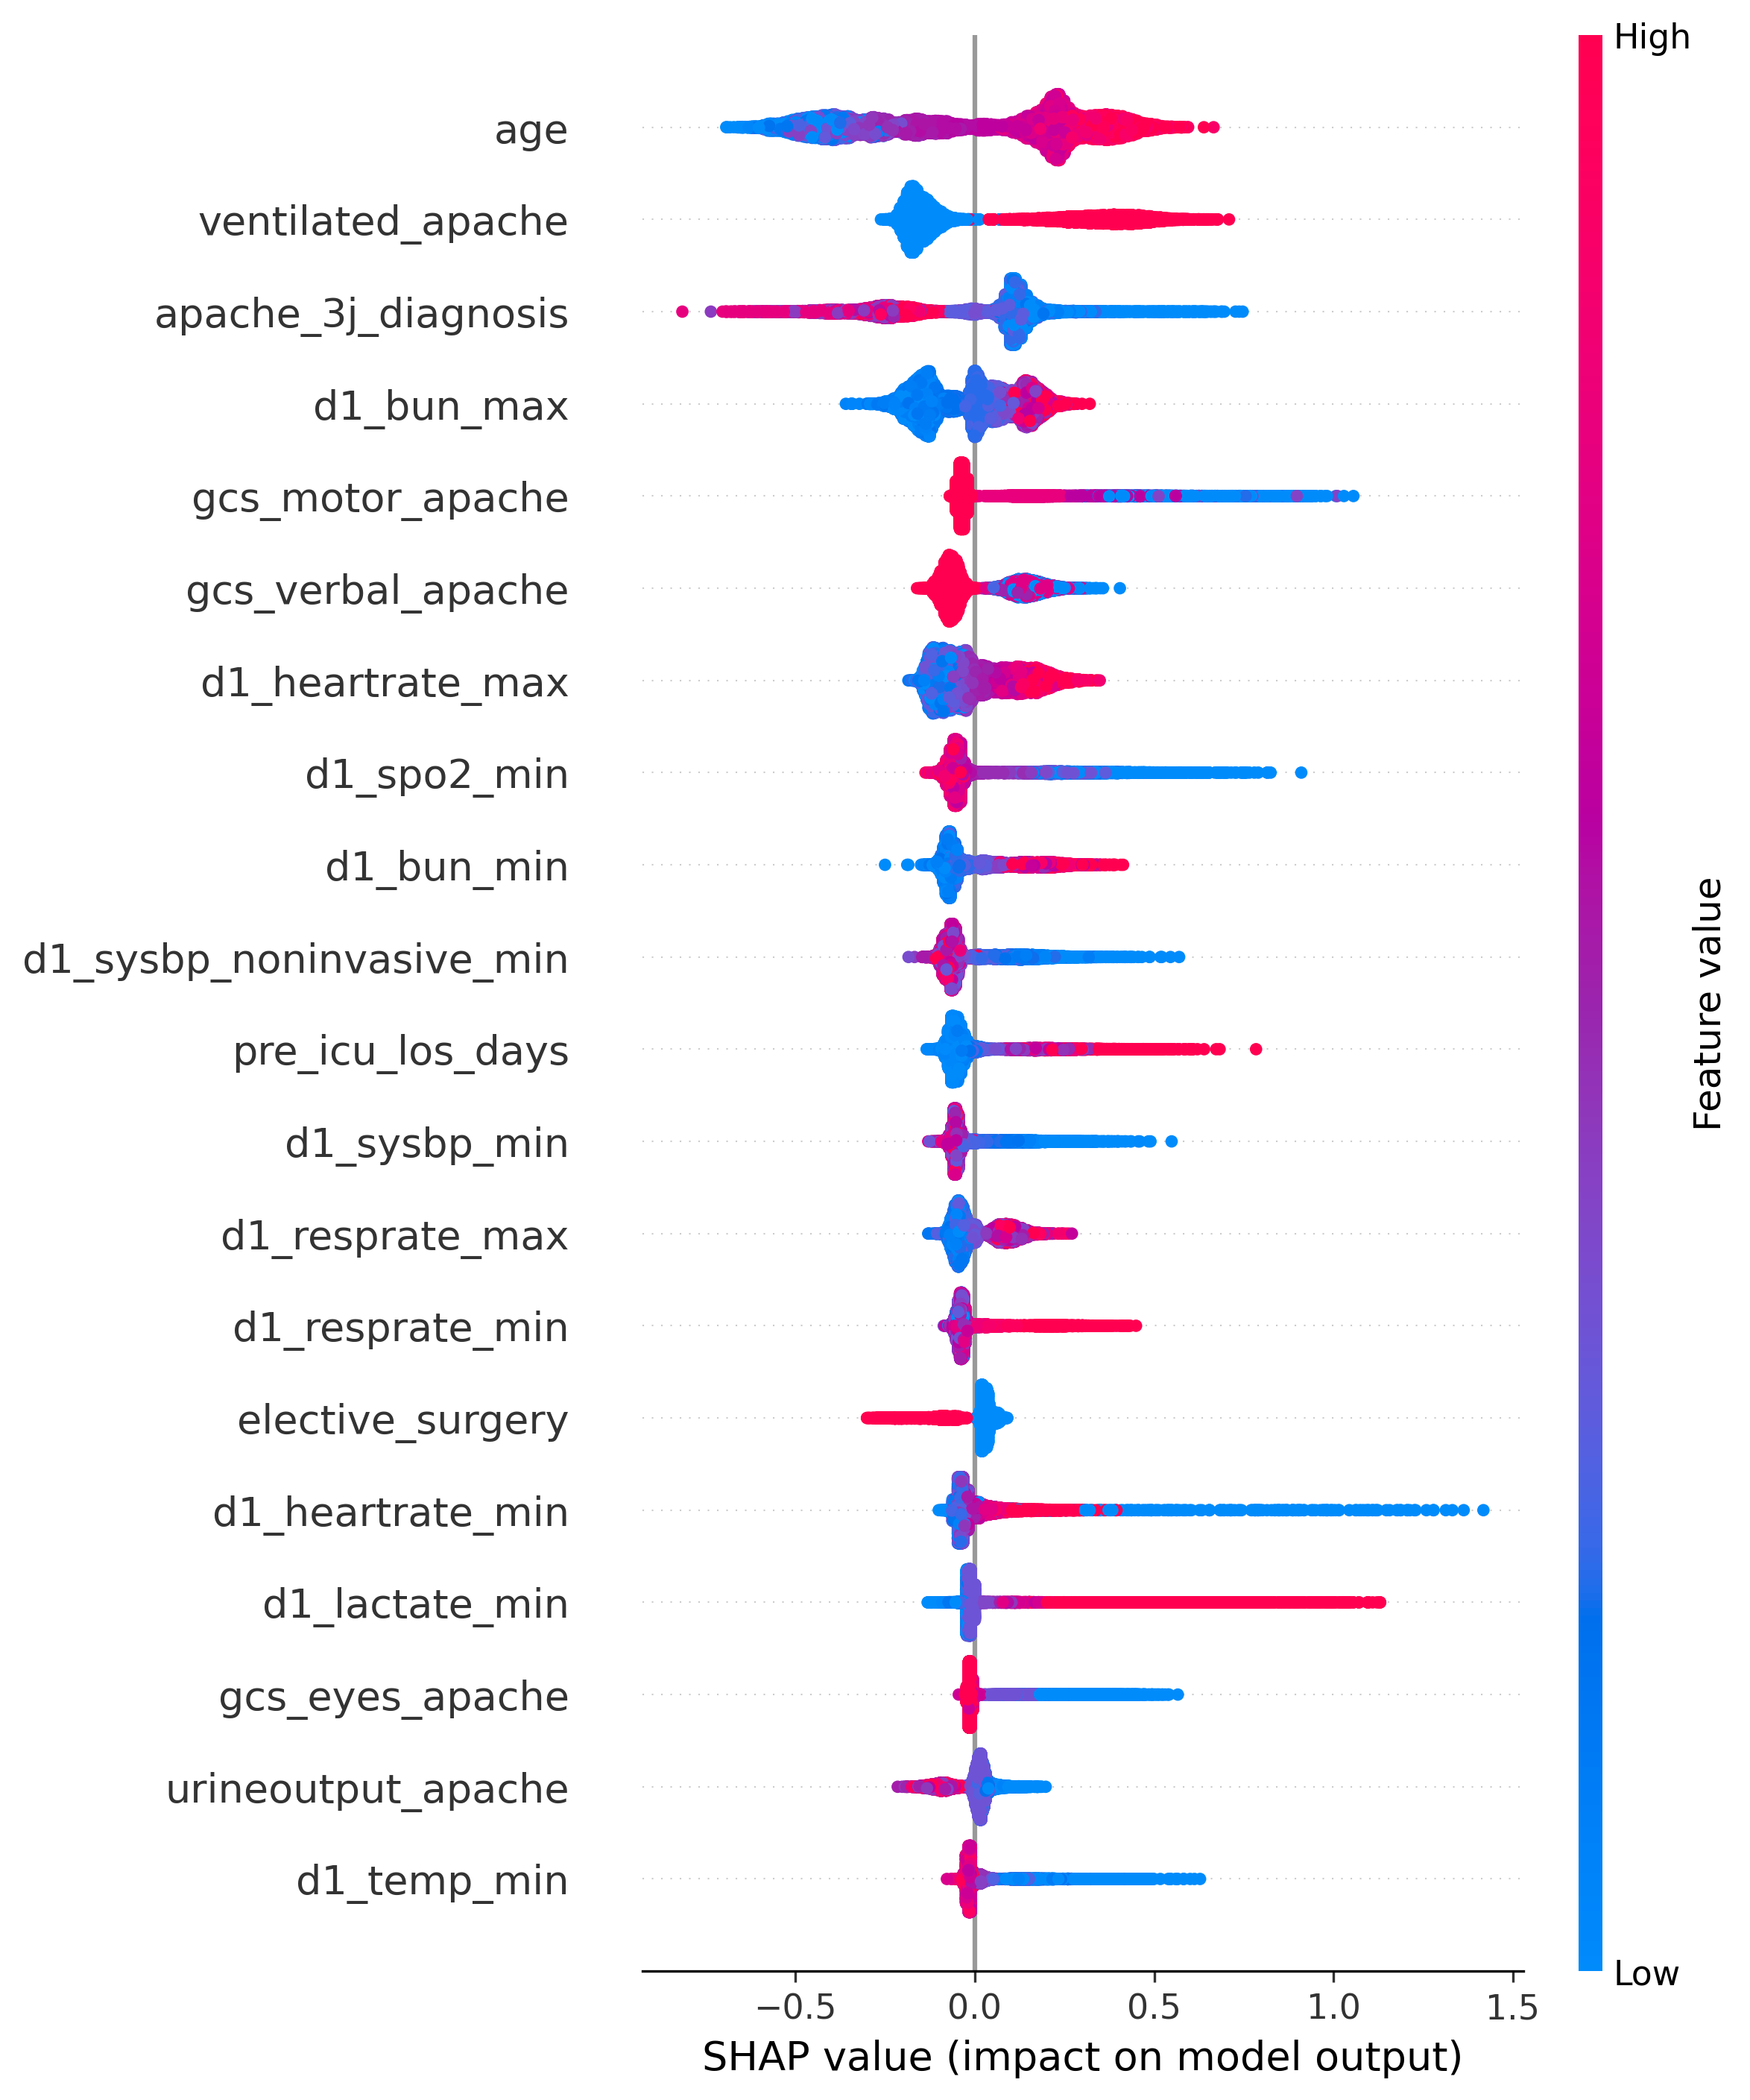 High
age
ventilated_apache
apache_3j_diagnosis
d1_bun_max
gcs_motor_apache
gcs_verbal_apache
d1_heartrate_max
d1_spo2_min
d1_bun_min
d1_sysbp_noninvasive_min
pre_icu_los_days
d1_sysbp_min
d1_resprate_max
d1_resprate_min
elective_surgery
d1_heartrate_min
d1_lactate_min
gcs_eyes_apache
urineoutput_apache
d1_temp_min
Feature value
Low
−0.5 0.0 0.5 1.0 1.5
SHAP value (impact on model output)